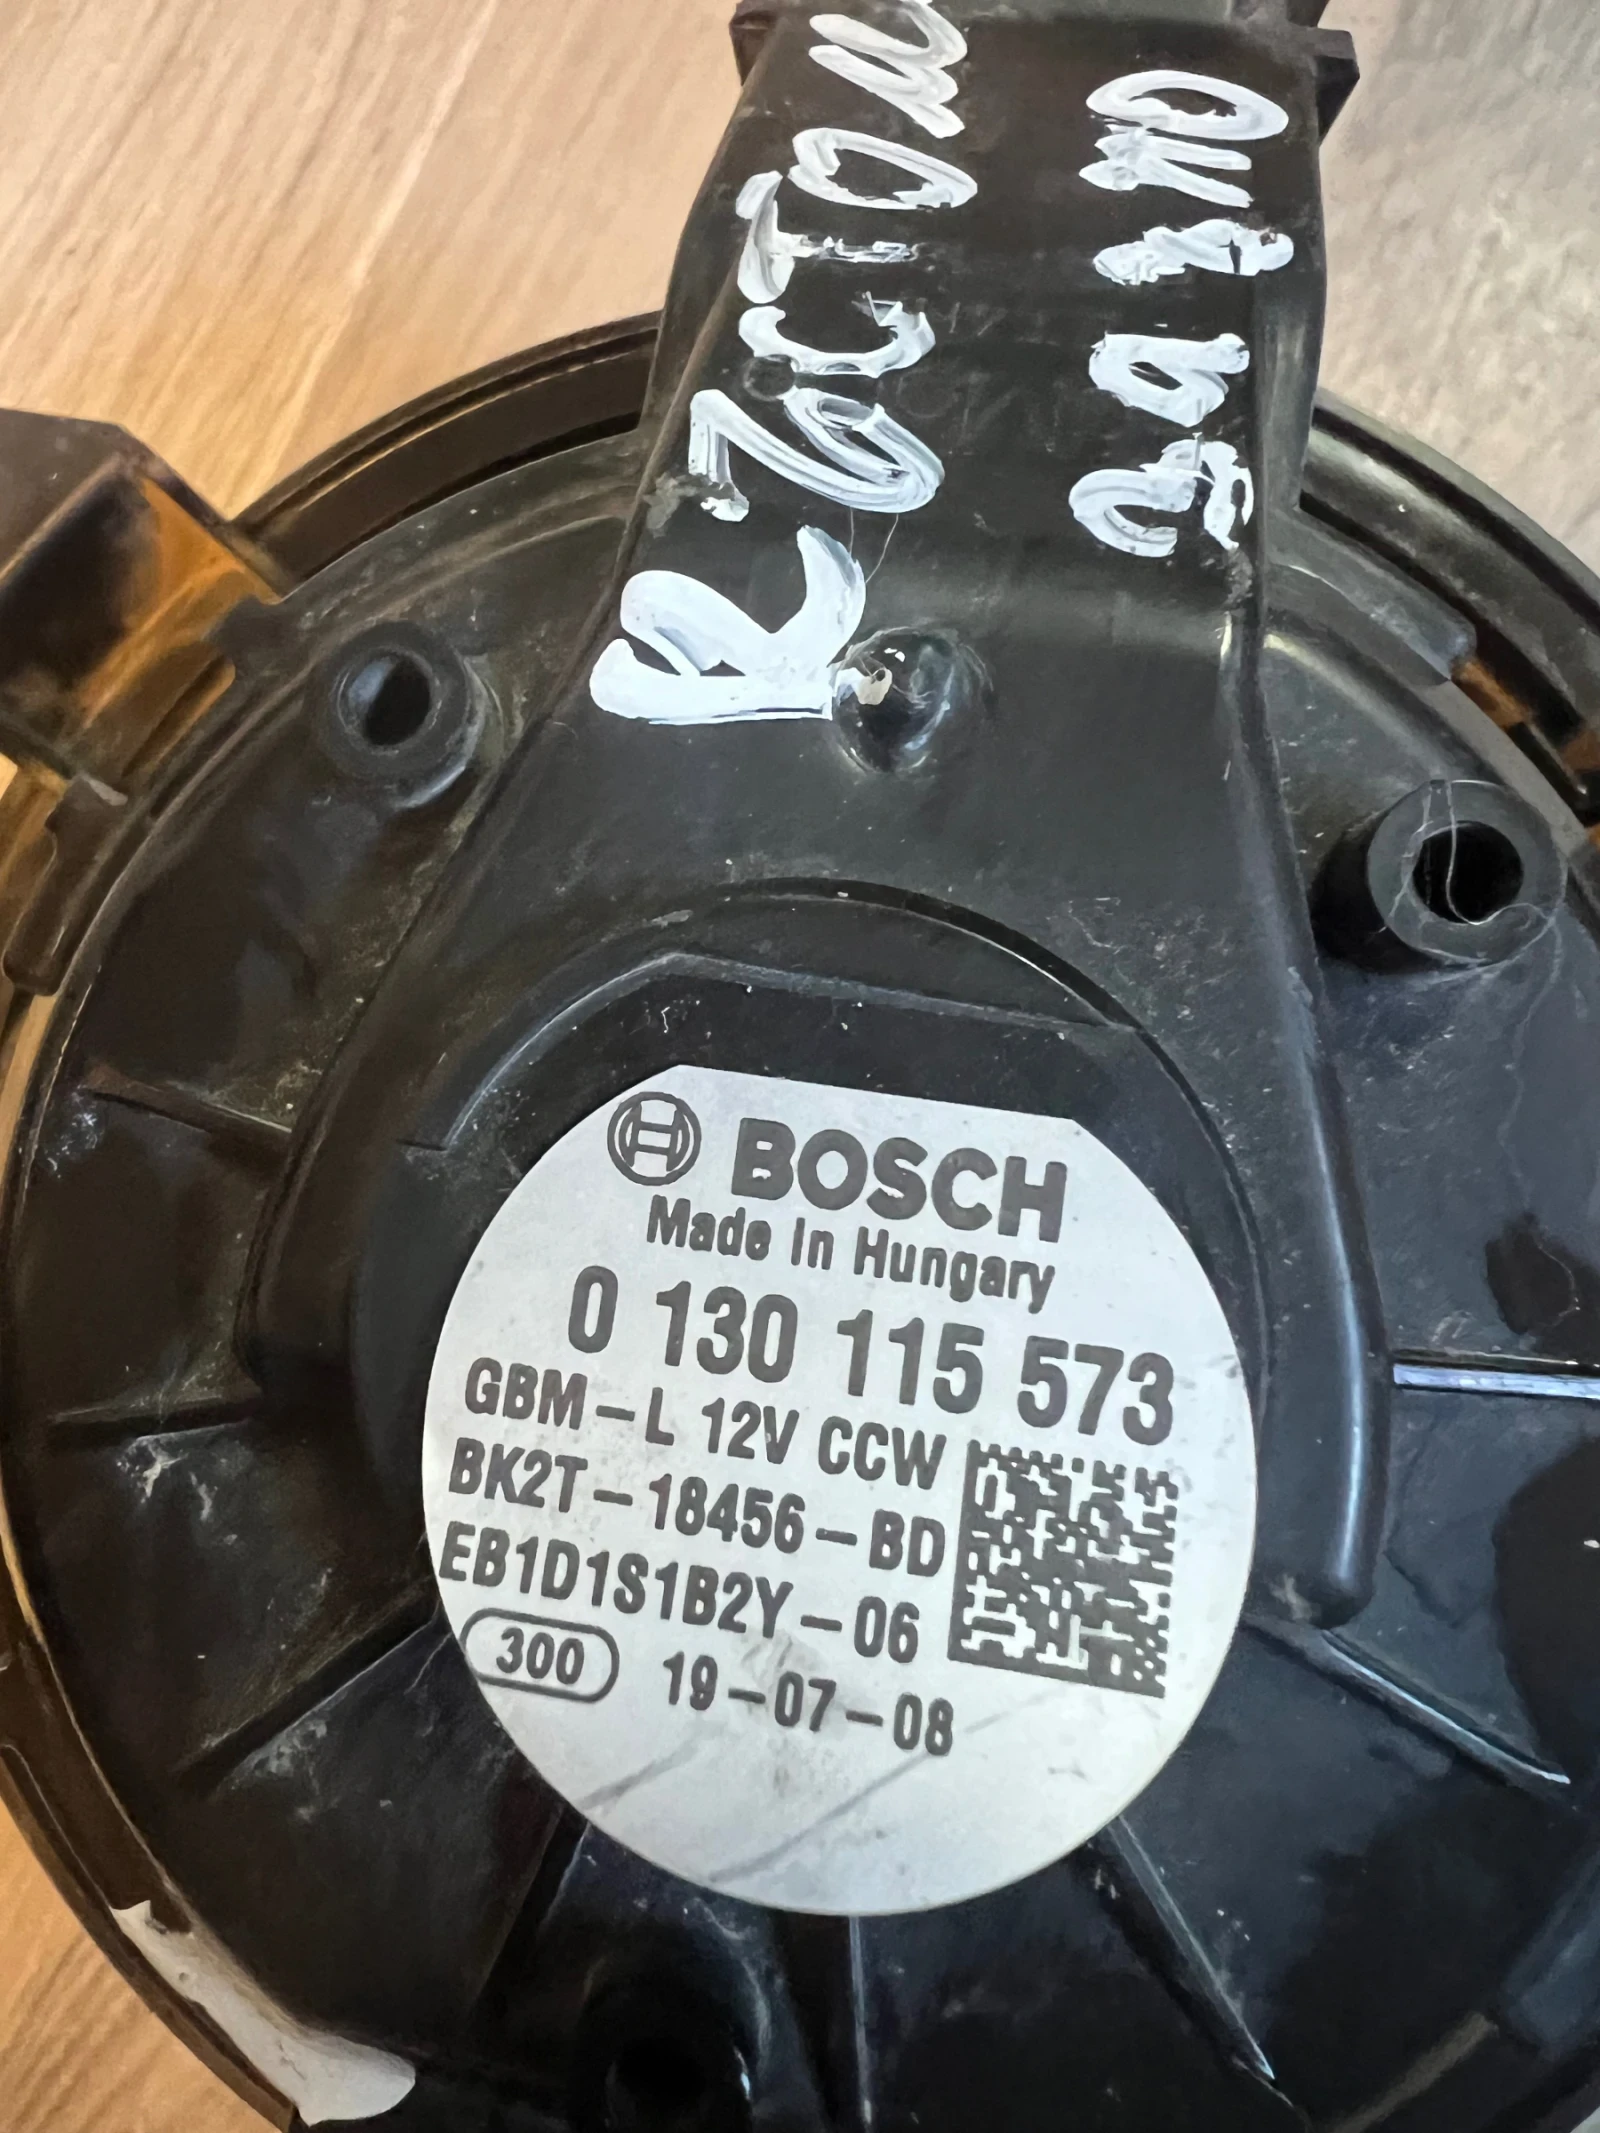 BOSCH
Made In Hungary
0 130 115 573
GBM-L 12V CCW
BK2T-18456-BD
EB1D1S1B2Y-06
300 19-07-08